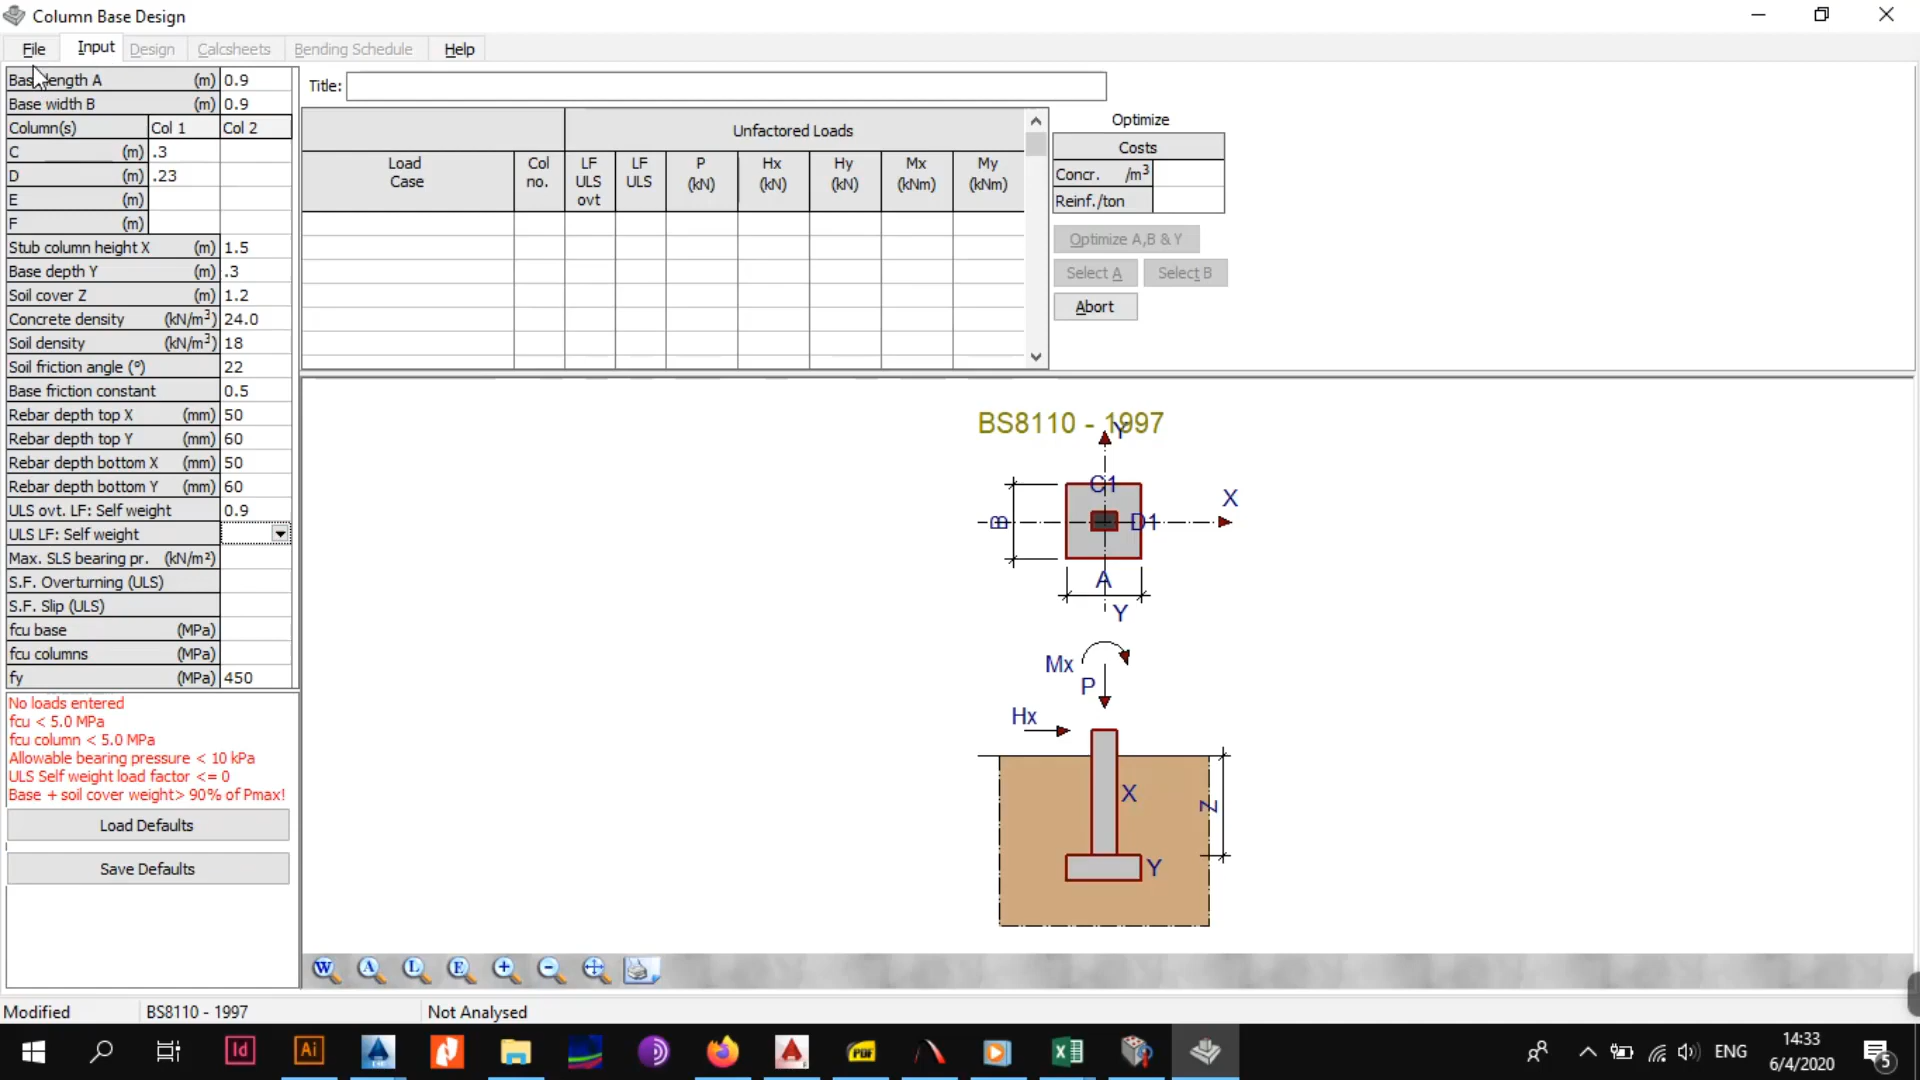 Column Base Design
File Input Design Calcsheets Bending Schedule Help
Base length A (m) 0.9
Base width B (m) 0.9
Column(s) Col 1 Col 2
C (m) .3
D (m) .23
E (m)
F (m)
Stub column height X (m) 1.5
Base depth Y (m) .3
Soil cover Z (m) 1.2
Concrete density (kN/m³) 24.0
Soil density (kN/m³) 18
Soil friction angle (°) 22
Base friction constant 0.5
Rebar depth top X (mm) 50
Rebar depth top Y (mm) 60
Rebar depth bottom X (mm) 50
Rebar depth bottom Y (mm) 60
ULS ovt. LF: Self weight 0.9
ULS LF: Self weight
Max. SLS bearing pr. (kN/m²)
S.F. Overturning (ULS)
S.F. Slip (ULS)
fcu base (MPa)
fcu columns (MPa)
fy (MPa) 450
No loads entered
fcu < 5.0 MPa
fcu column < 5.0 MPa
Allowable bearing pressure < 10 kPa
ULS Self weight load factor <= 0
Base + soil cover weight> 90% of Pmax!
Load Defaults
Save Defaults
Title:
Unfactored Loads
Load Case
Col no.
LF ULS ovt
LF ULS
P (kN)
Hx (kN)
Hy (kN)
Mx (kNm)
My (kNm)
Optimize
Costs
Concr. /m³
Reinf./ton
Optimize A,B & Y
Select A Select B
Abort
BS8110 - 1997
Y
C1
X
B
D1
A
Y
Mx
P
Hx
X
Z
Y
W A L E
Modified BS8110 - 1997 Not Analysed
Id Ai PDF ENG
14:33
6/4/2020
5